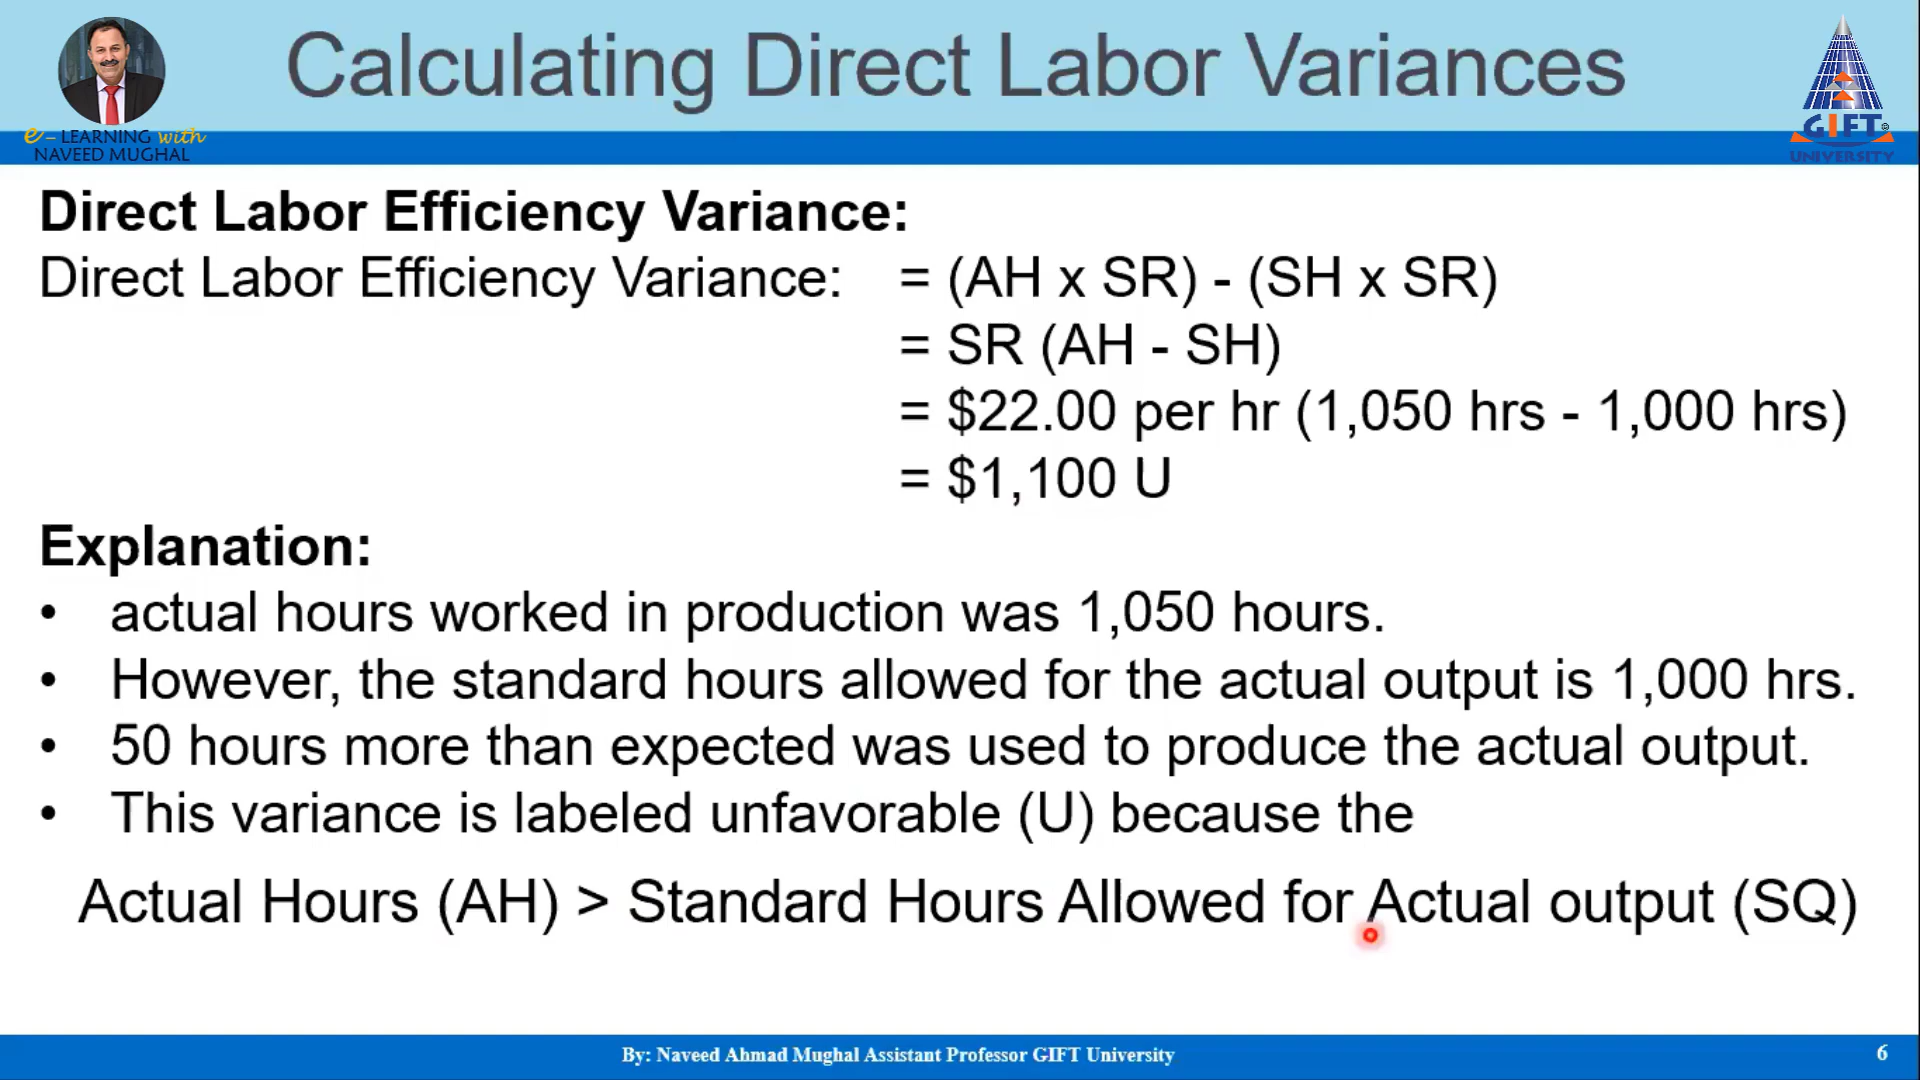 Calculating Direct Labor Variances
e - LEARNING with
NAVEED MUGHAL
GIFT©
UNIVERSITY
Direct Labor Efficiency Variance:
Direct Labor Efficiency Variance: = (AH x SR) - (SH x SR)
= SR (AH - SH)
= $22.00 per hr (1,050 hrs - 1,000 hrs)
= $1,100 U
Explanation:
• actual hours worked in production was 1,050 hours.
• However, the standard hours allowed for the actual output is 1,000 hrs.
• 50 hours more than expected was used to produce the actual output.
• This variance is labeled unfavorable (U) because the
Actual Hours (AH) > Standard Hours Allowed for Actual output (SQ)
By: Naveed Ahmad Mughal Assistant Professor GIFT University
6